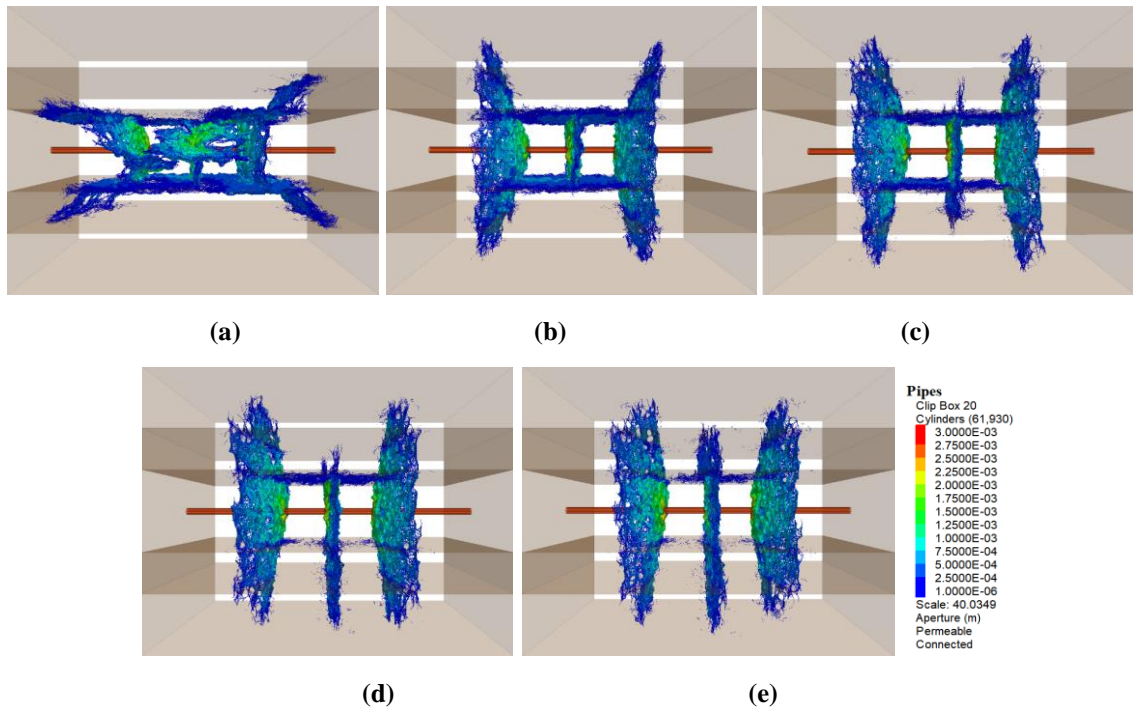 (a)
(b)
(c)
Pipes
Clip Box 20
Cylinders (61,930)
3.0000E-03
2.7500E-03
2.5000E-03
2.2500E-03
2.0000E-03
1.7500E-03
1.5000E-03
1.2500E-03
1.0000E-03
7.5000E-04
5.0000E-04
2.5000E-04
1.0000E-06
Scale: 40.0349
Aperture (m)
Permeable
Connected
(d)
(e)